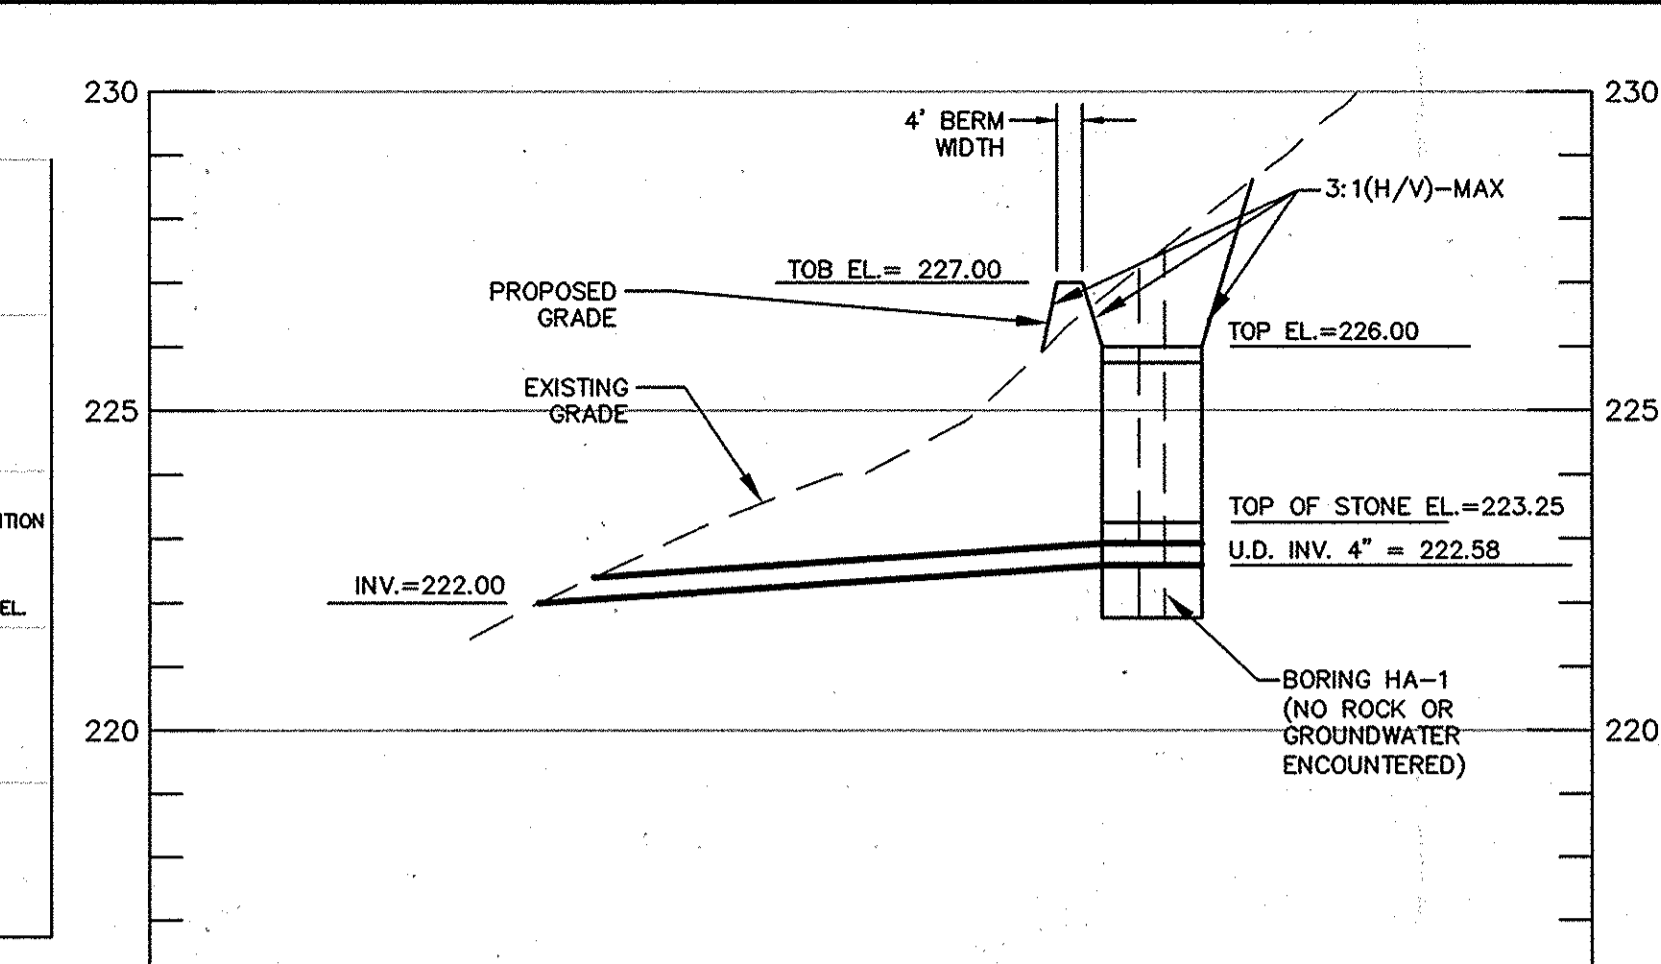 230
230
4' BERM
WIDTH
3:1(H/V)-MAX
TOB EL.= 227.00
PROPOSED
GRADE
TOP EL.=226.00
EXISTING
GRADE
225
225
TOP OF STONE EL.=223.25
U.D. INV. 4" = 222.58
INV.=222.00
EL.
BORING HA-1
(NO ROCK OR
GROUNDWATER
ENCOUNTERED)
220
220